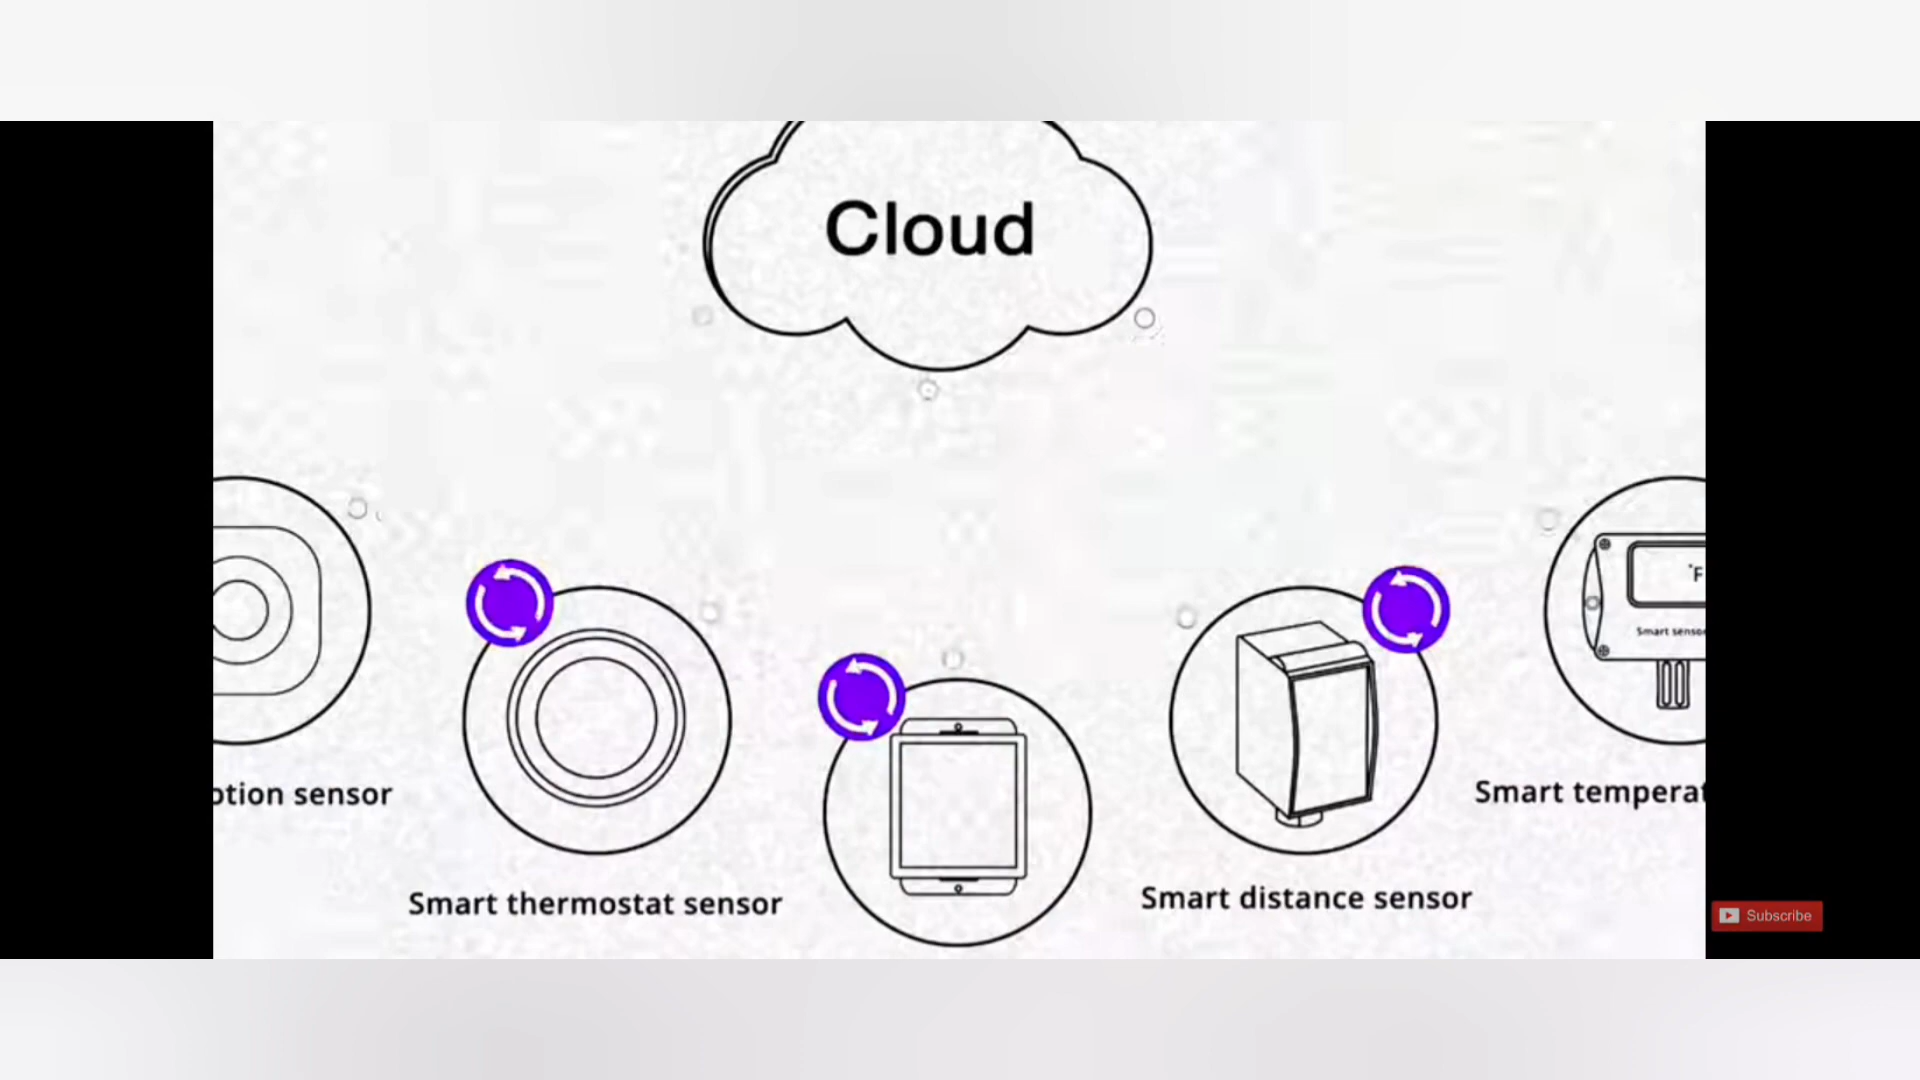 Cloud
°F
Smart sensor
otion sensor
Smart temperat
Smart thermostat sensor
Smart distance sensor
Subscribe